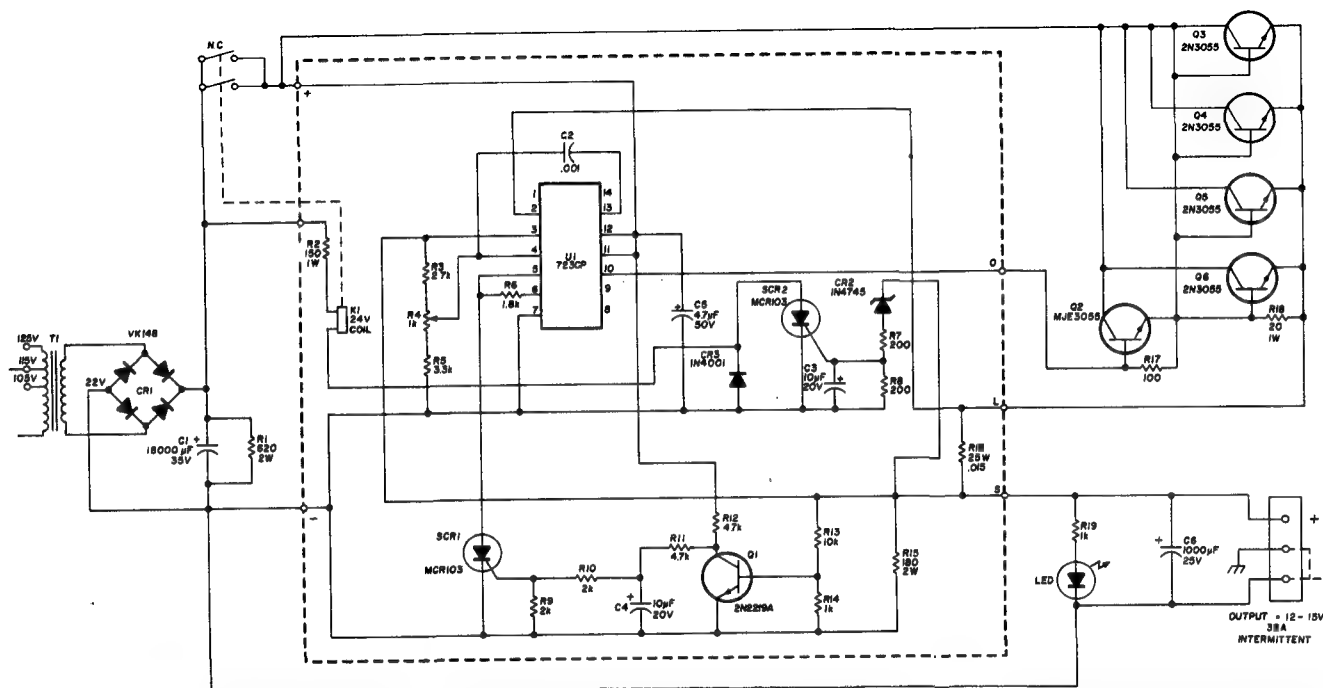 N.C
Q3
2N3055
+
Q4
2N3055
C2
.001
1
2
3
4
5
6
7
14
13
12
11
10
9
8
U1
723CP
Q5
2N3055
R2
150
1W
R3
2.7k
R4
1k
R5
3.3k
R6
1.8k
K1
24V
COIL
+
C5
4.7µF
50V
SCR2
MCR103
CR2
1N4745
R7
200
R8
200
CR3
1N4001
C3
10µF
20V
+
O
Q6
2N3055
Q2
MJE3055
R18
20
1W
R17
100
125V
115V
105V
T1
VK148
22V
CR1
C1
18000µF
35V
+
R1
620
2W
L
25W
.015
S
-
SCR1
MCR103
R9
2k
R10
2k
R11
4.7k
R12
4.7k
C4
10µF
20V
+
Q1
2N2219A
R13
10k
R14
1k
R15
180
2W
R19
1k
LED
+
C6
1000µF
25V
+
-
OUTPUT = 12-15V
INTERMITTENT